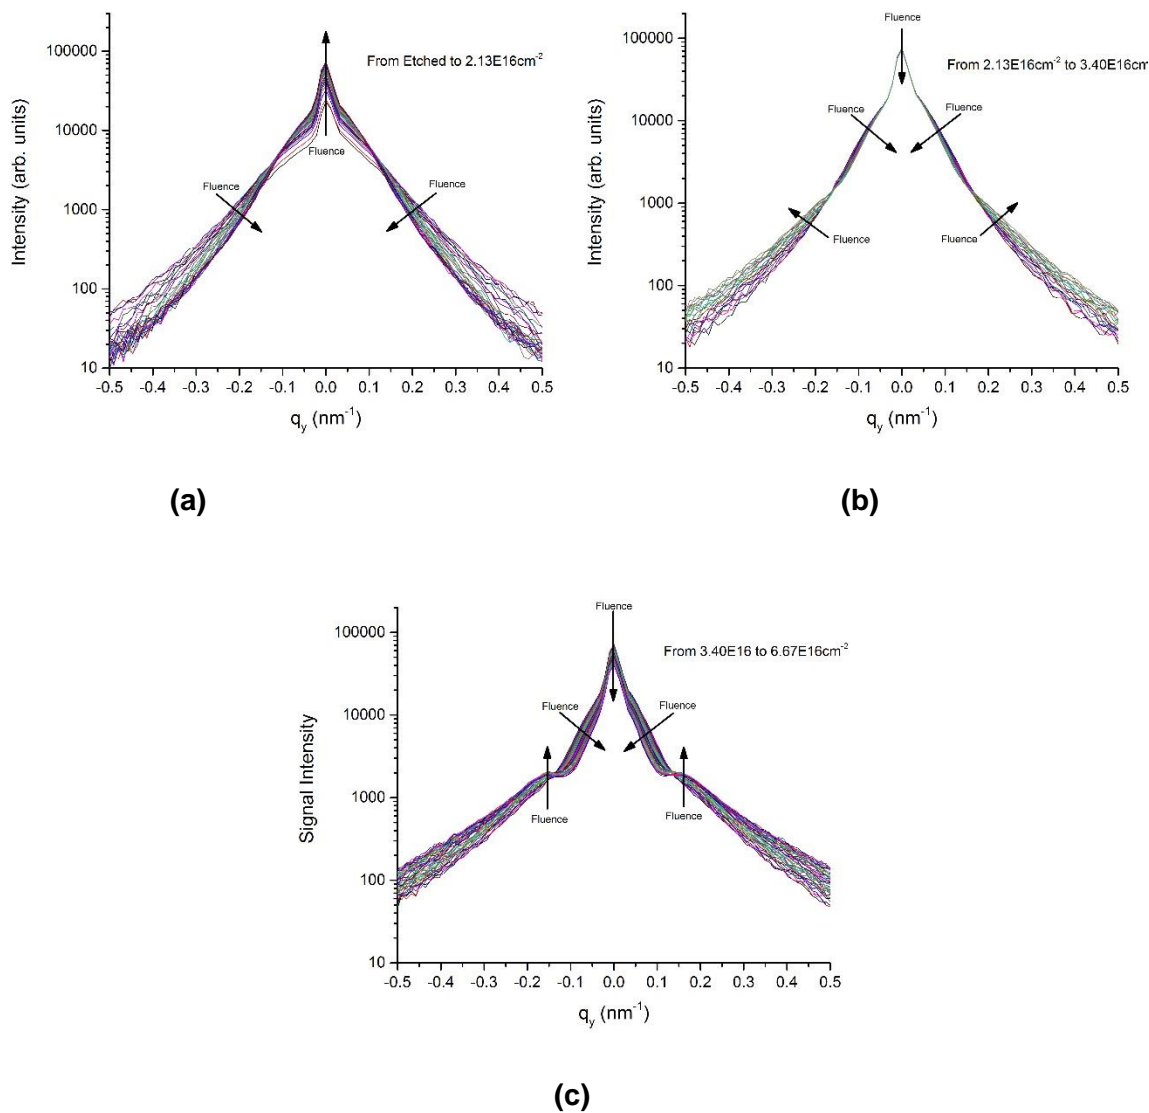 100000
10000
1000
100
10
Intensity (arb. units)
From Etched to 2.13E16cm⁻²
Fluence
Fluence
Fluence
-0.5 -0.4 -0.3 -0.2 -0.1 0.0 0.1 0.2 0.3 0.4 0.5
qy (nm⁻¹)
(a)
Fluence
100000
10000
1000
100
10
Intensity (arb. units)
From 2.13E16cm⁻² to 3.40E16cm
Fluence
Fluence
Fluence
Fluence
-0.5 -0.4 -0.3 -0.2 -0.1 0.0 0.1 0.2 0.3 0.4 0.5
qy (nm⁻¹)
(b)
Fluence
100000
10000
1000
100
10
Signal Intensity
From 3.40E16 to 6.67E16cm⁻²
Fluence
Fluence
Fluence
Fluence
-0.5 -0.4 -0.3 -0.2 -0.1 0.0 0.1 0.2 0.3 0.4 0.5
qy (nm⁻¹)
(c)